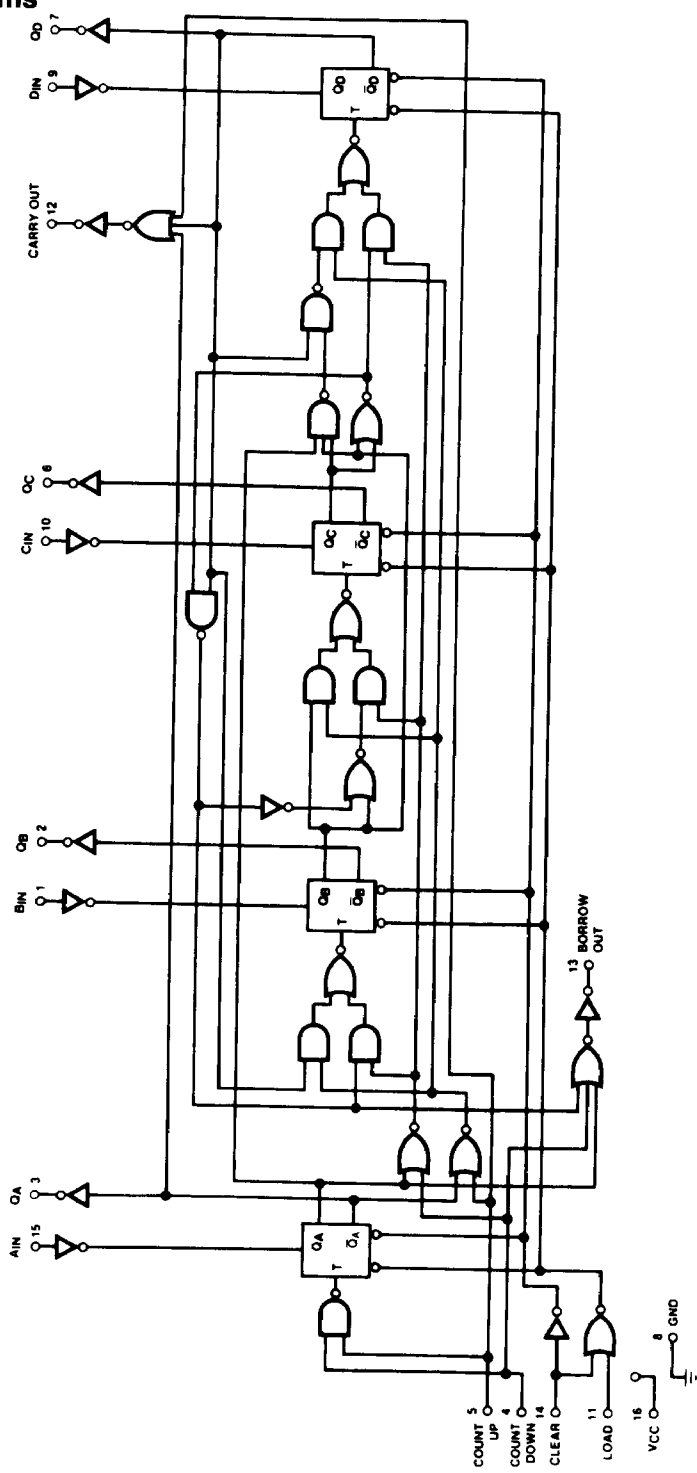 ms
QD 7
DIN 9
CARRY OUT 12
QC 6
CIN 10
QB 2
BIN 1
QA 3
AIN 15
QD Q̅D
T
QC Q̅C
T
QB Q̅B
T
QA Q̅A
T
13 BORROW OUT
COUNT UP 5
COUNT DOWN 4
CLEAR 14
LOAD 11
VCC 16
8 GND